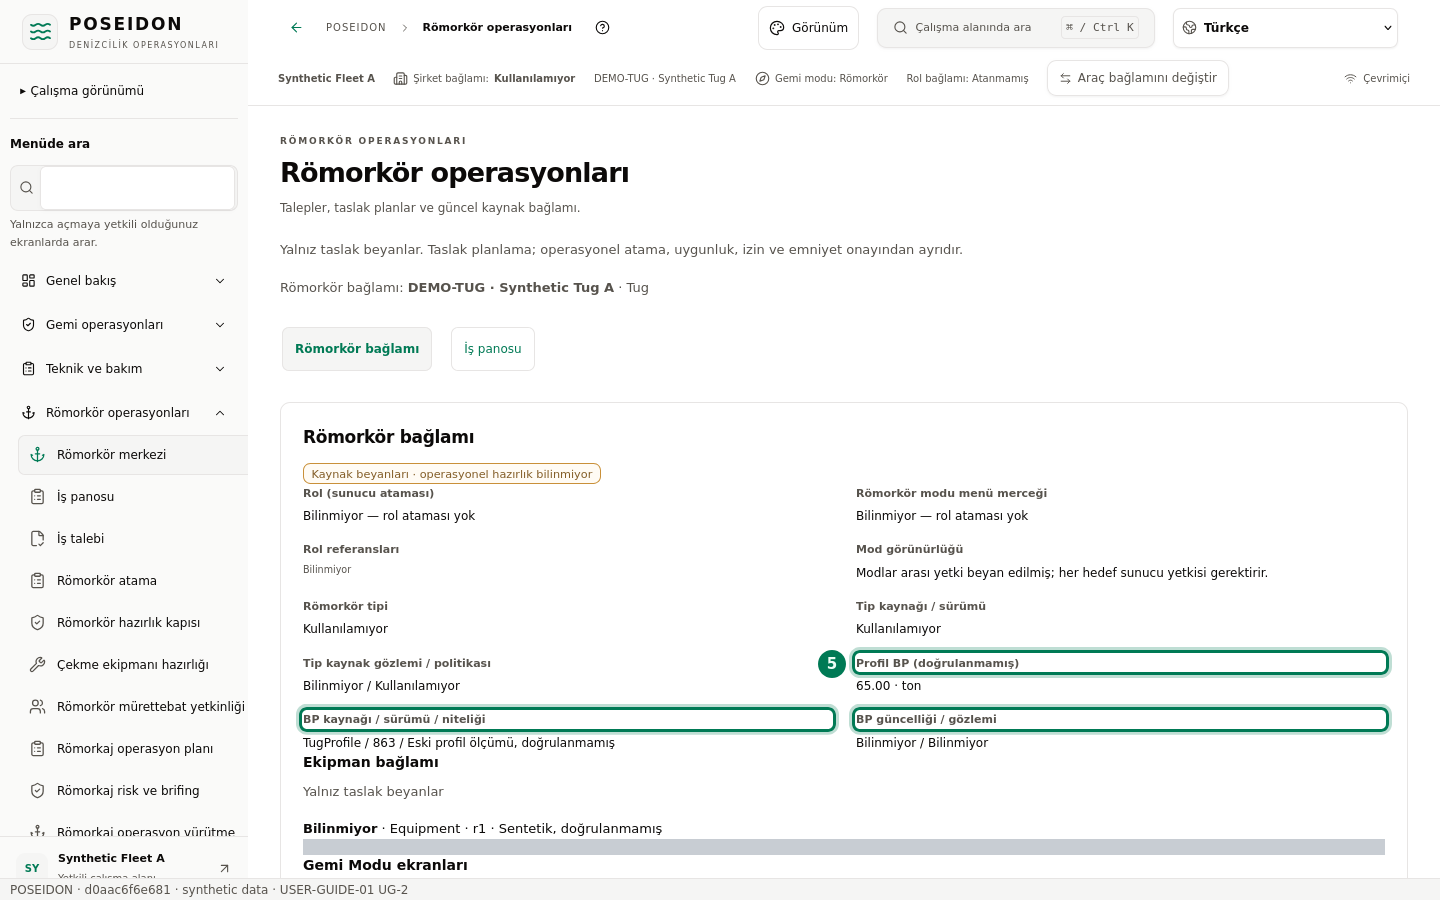 POSEIDON
DENİZCİLİK OPERASYONLARI
▸ Çalışma görünümü
Menüde ara
Yalnızca açmaya yetkili olduğunuz
ekranlarda arar.
Genel bakış
Gemi operasyonları
Teknik ve bakım
Römorkör operasyonları
Römorkör merkezi
İş panosu
İş talebi
Römorkör atama
Römorkör hazırlık kapısı
Çekme ekipmanı hazırlığı
Römorkör mürettebat yetkinliği
Römorkaj operasyon planı
Römorkaj risk ve brifing
Römorkaj operasyon yürütme
SY
Synthetic Fleet A
Yetkili çalışma alanı
POSEIDON
Römorkör operasyonları
Görünüm
Çalışma alanında ara
⌘ / Ctrl K
Türkçe
Synthetic Fleet A
Şirket bağlamı: Kullanılamıyor
DEMO-TUG · Synthetic Tug A
Gemi modu: Römorkör
Rol bağlamı: Atanmamış
Araç bağlamını değiştir
Çevrimiçi
RÖMORKÖR OPERASYONLARI
Römorkör operasyonları
Talepler, taslak planlar ve güncel kaynak bağlamı.
Yalnız taslak beyanlar. Taslak planlama; operasyonel atama, uygunluk, izin ve emniyet onayından ayrıdır.
Römorkör bağlamı: DEMO-TUG · Synthetic Tug A · Tug
Römorkör bağlamı
İş panosu
Römorkör bağlamı
Kaynak beyanları · operasyonel hazırlık bilinmiyor
Rol (sunucu ataması)
Bilinmiyor — rol ataması yok
Römorkör modu menü merceği
Bilinmiyor — rol ataması yok
Rol referansları
Bilinmiyor
Mod görünürlüğü
Modlar arası yetki beyan edilmiş; her hedef sunucu yetkisi gerektirir.
Römorkör tipi
Kullanılamıyor
Tip kaynağı / sürümü
Kullanılamıyor
Tip kaynak gözlemi / politikası
Bilinmiyor / Kullanılamıyor
5
Profil BP (doğrulanmamış)
65.00 · ton
BP kaynağı / sürümü / niteliği
TugProfile / 863 / Eski profil ölçümü, doğrulanmamış
BP güncelliği / gözlemi
Bilinmiyor / Bilinmiyor
Ekipman bağlamı
Yalnız taslak beyanlar
Bilinmiyor · Equipment · r1 · Sentetik, doğrulanmamış
Gemi Modu ekranları
POSEIDON · d0aac6f6e681 · synthetic data · USER-GUIDE-01 UG-2